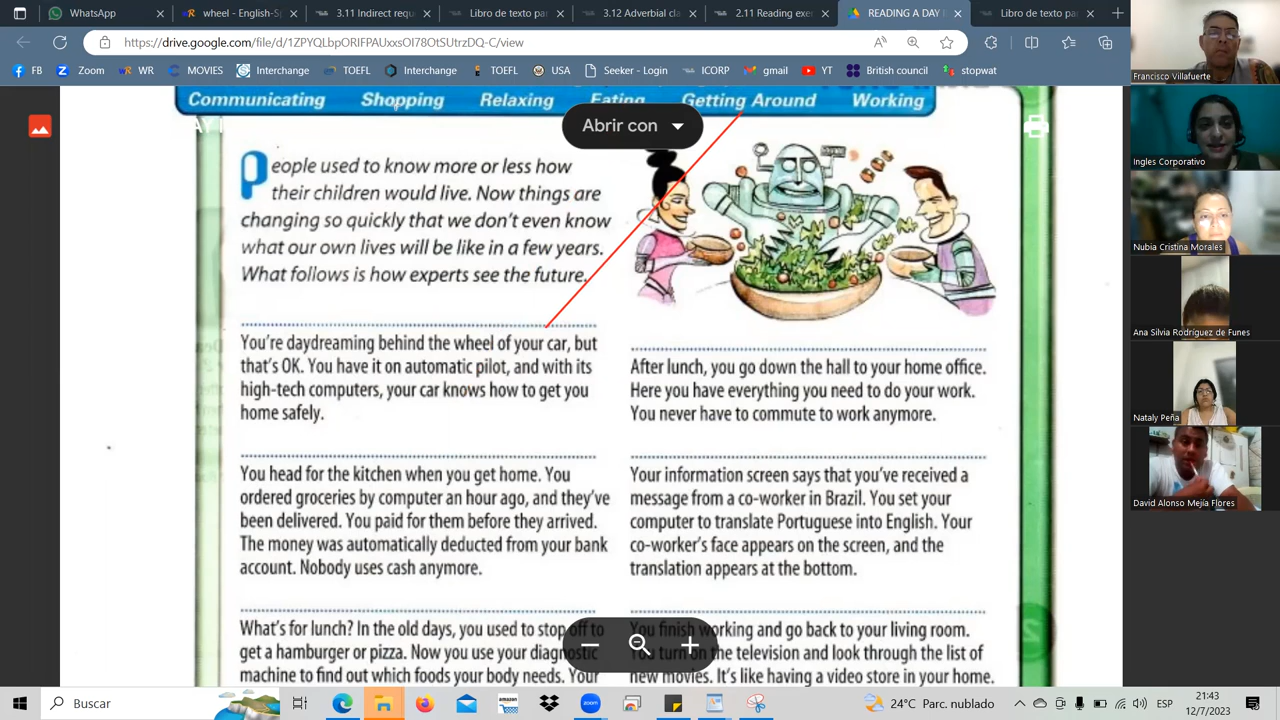 WhatsApp
wheel - English-S
3.11 Indirect requ
Libro de texto pa
3.12 Adverbial cla
2.11 Reading exer
READING A DAY I
Libro de texto pa
https://drive.google.com/file/d/1ZPYQLbpORIFPAUxxsOI78OtSUtrzDQ-C/view
FB
Zoom
WR
MOVIES
Interchange
TOEFL
Interchange
TOEFL
USA
Seeker - Login
ICORP
gmail
YT
British council
stopwat
Communicating Shopping Relaxing Eating Getting Around Working
Abrir con
People used to know more or less how
their children would live. Now things are
changing so quickly that we don't even know
what our own lives will be like in a few years.
What follows is how experts see the future.
You're daydreaming behind the wheel of your car, but
that's OK. You have it on automatic pilot, and with its
high-tech computers, your car knows how to get you
home safely.
You head for the kitchen when you get home. You
ordered groceries by computer an hour ago, and they've
been delivered. You paid for them before they arrived.
The money was automatically deducted from your bank
account. Nobody uses cash anymore.
What's for lunch? In the old days, you used to stop off to
get a hamburger or pizza. Now you use your diagnostic
machine to find out which foods your body needs. Your
After lunch, you go down the hall to your home office.
Here you have everything you need to do your work.
You never have to commute to work anymore.
Your information screen says that you've received a
message from a co-worker in Brazil. You set your
computer to translate Portuguese into English. Your
co-worker's face appears on the screen, and the
translation appears at the bottom.
You finish working and go back to your living room.
You turn on the television and look through the list of
new movies. It's like having a video store in your home.
Francisco Villafuerte
Ingles Corporativo
Nubia Cristina Morales
Ana Silvia Rodríguez de Funes
Nataly Peña
David Alonso Mejía Flores
Buscar
24°C Parc. nublado
ESP
21:43
12/7/2023